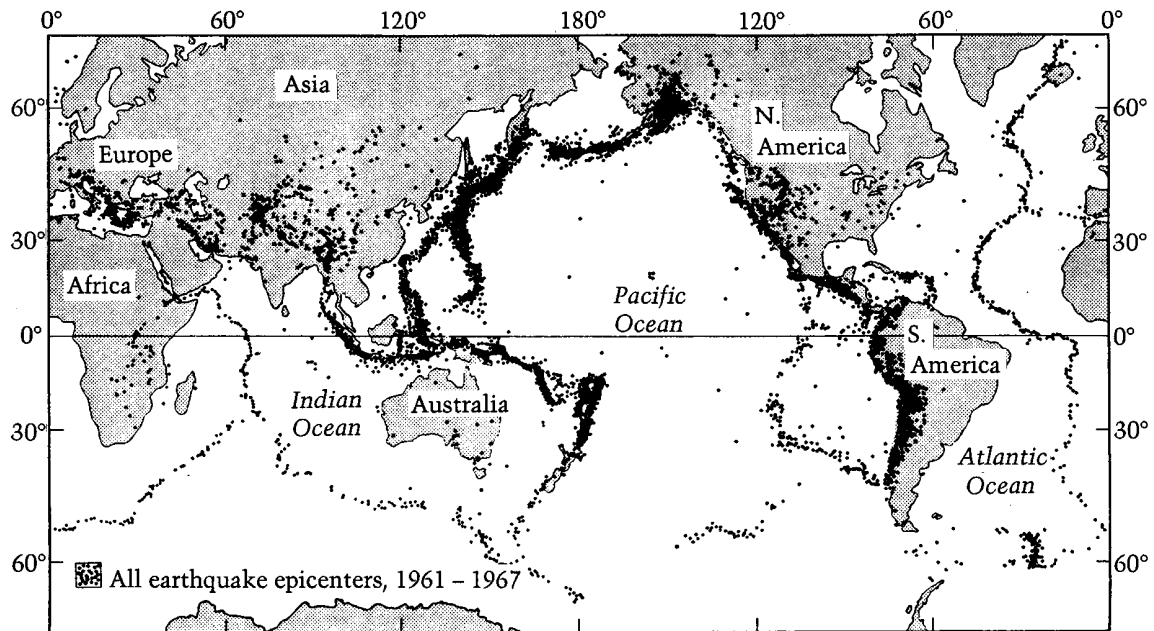 0° 60° 120° 180° 120° 60° 0°
Asia
60° 60°
N.
America
Europe
30° 30°
Africa
Pacific
Ocean
0° 0°
S.
America
Indian
Ocean
Australia
30° 30°
Atlantic
Ocean
60° 60°
All earthquake epicenters, 1961 – 1967